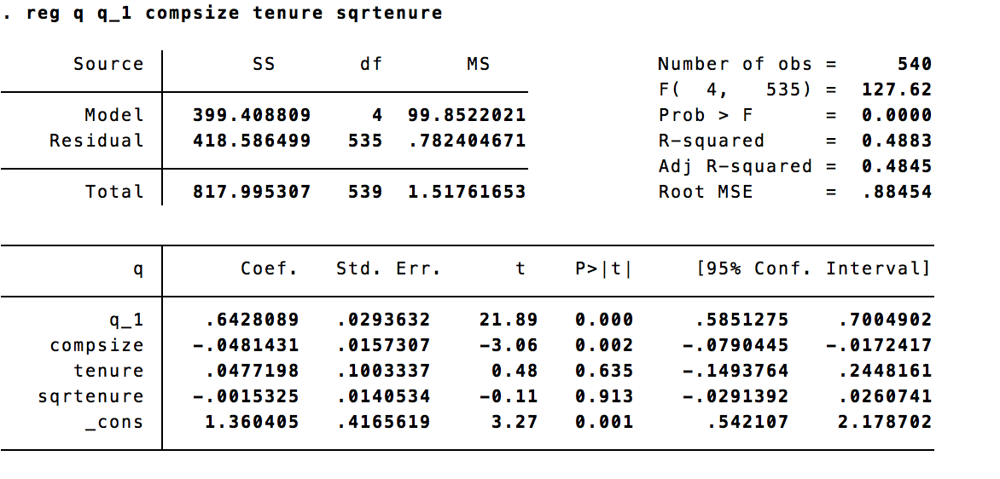 . reg q q_1 compsize tenure sqrtenure
Source SS df MS Number of obs = 540
F( 4, 535) = 127.62
Model 399.408809 4 99.8522021 Prob > F = 0.0000
Residual 418.586499 535 .782404671 R-squared = 0.4883
Adj R-squared = 0.4845
Total 817.995307 539 1.51761653 Root MSE = .88454
q Coef. Std. Err. t P>|t| [95% Conf. Interval]
q_1 .6428089 .0293632 21.89 0.000 .5851275 .7004902
compsize -.0481431 .0157307 -3.06 0.002 -.0790445 -.0172417
tenure .0477198 .1003337 0.48 0.635 -.1493764 .2448161
sqrtenure -.0015325 .0140534 -0.11 0.913 -.0291392 .0260741
_cons 1.360405 .4165619 3.27 0.001 .542107 2.178702